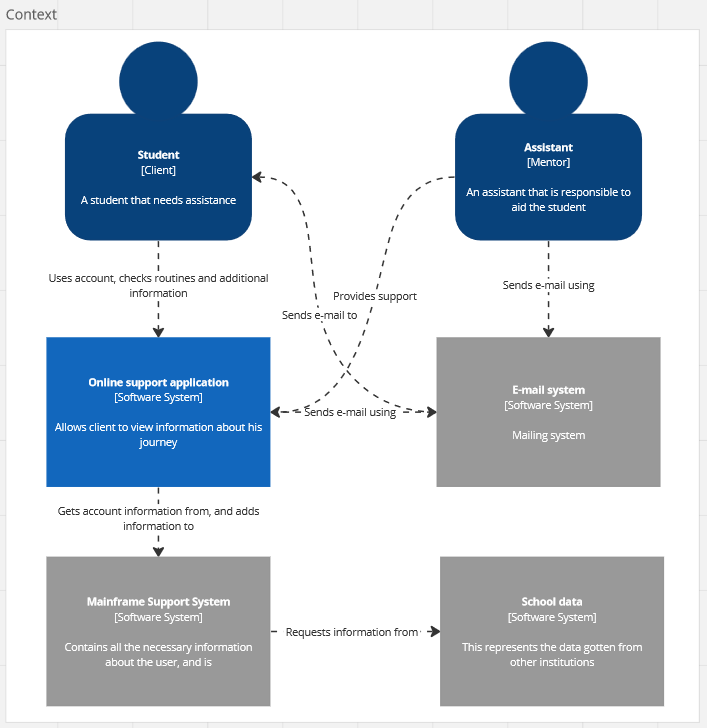 Context
Student
[Client]
A student that needs assistance
Assistant
[Mentor]
An assistant that is responsible to
aid the student
Uses account, checks routines and additional
information
Provides support
Sends e-mail to
Sends e-mail using
Online support application
[Software System]
Allows client to view information about his
journey
Sends e-mail using
E-mail system
[Software System]
Mailing system
Gets account information from, and adds
information to
Mainframe Support System
[Software System]
Contains all the necessary information
about the user, and is
Requests information from
School data
[Software System]
This represents the data gotten from
other institutions